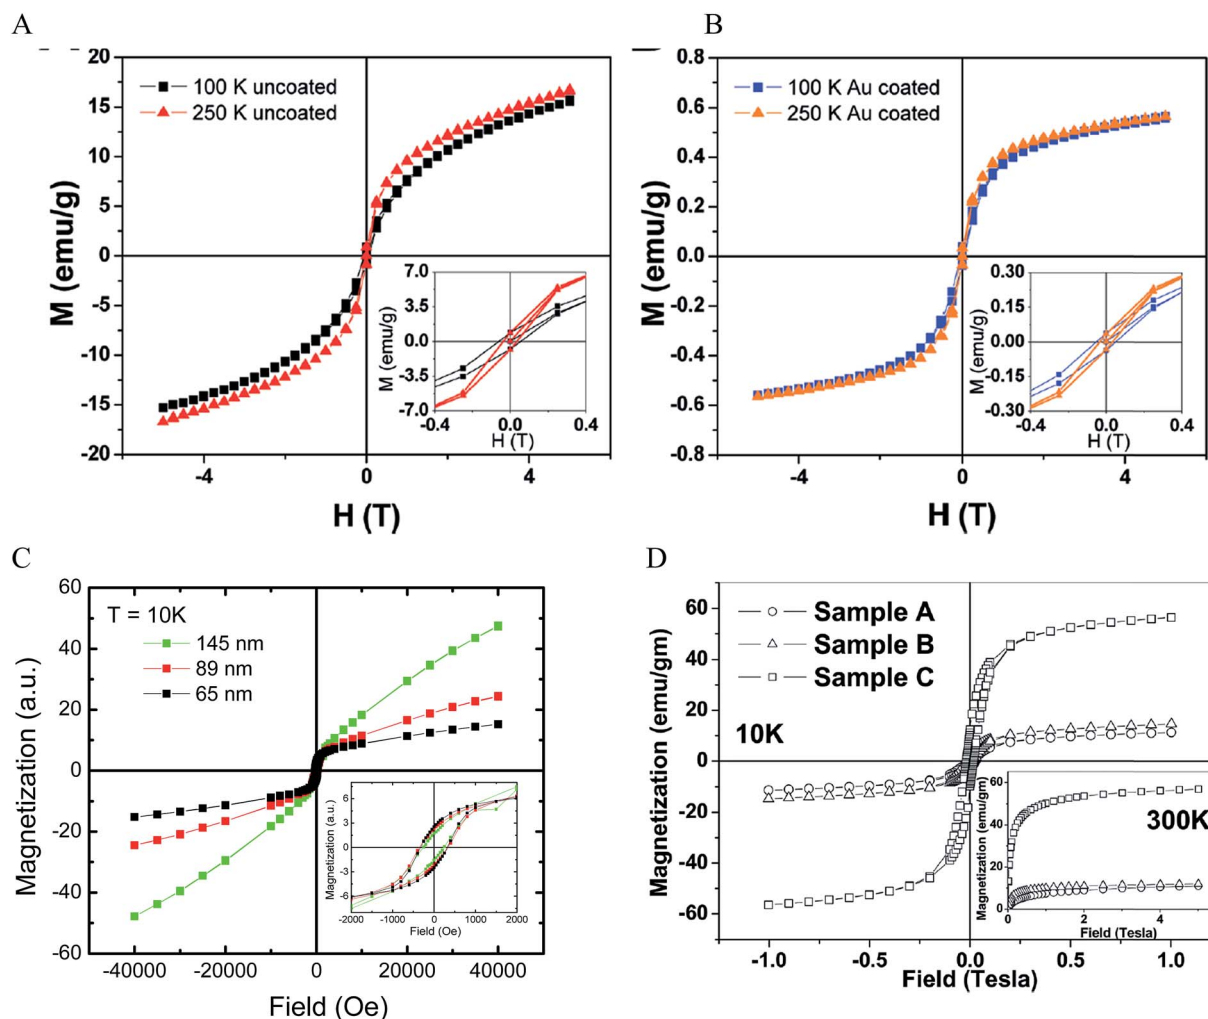 A
B
20
15
10
5
0
-5
-10
-15
-20
M (emu/g)
100 K uncoated
250 K uncoated
-4
0
4
H (T)
7.0
3.5
0.0
-3.5
-7.0
M (emu/g)
-0.4
0.0
0.4
H (T)
0.8
0.6
0.4
0.2
0.0
-0.2
-0.4
-0.6
-0.8
M (emu/g)
100 K Au coated
250 K Au coated
-4
0
4
H (T)
0.30
0.15
0.00
-0.15
-0.30
M (emu/g)
-0.4
0.0
0.4
H (T)
C
D
60
40
20
0
-20
-40
-60
Magnetization (a.u.)
T = 10K
145 nm
89 nm
65 nm
-40000
-20000
0
20000
40000
Field (Oe)
6
3
0
-3
-6
Magnetization (a.u.)
-2000
-1000
0
1000
2000
Field (Oe)
60
40
20
0
-20
-40
-60
Magnetization (emu/gm)
Sample A
Sample B
Sample C
10K
-1.0
-0.5
0.0
0.5
1.0
Field (Tesla)
60
40
20
0
Magnetization (emu/gm)
300K
0
2
4
Field (Tesla)